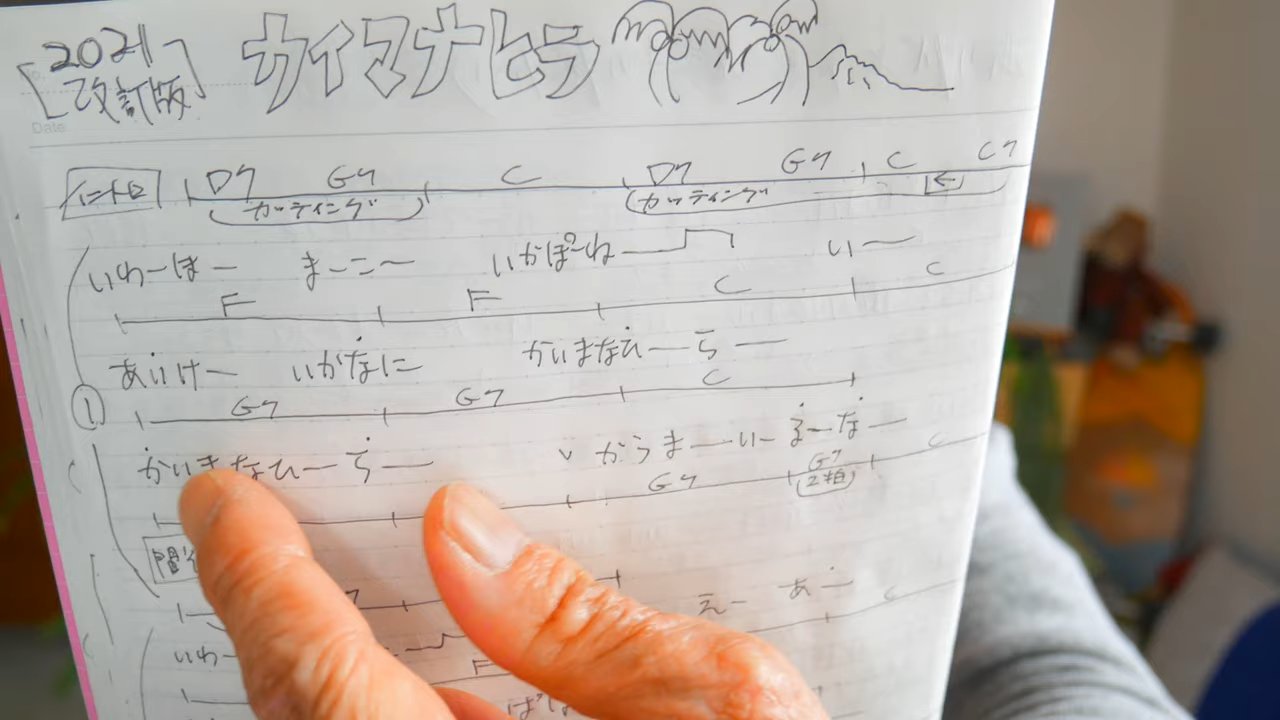 2021 カイマナヒラ
[改訂版]
Date
イントロ D7 G7 C D7 G7 C C7
(カッティング) (カッティング ←)
いわーほー まーこー いかぽーね い
F F C C
あいけー いかなに かいまなひーらー
① G7 G7 C
かいまなひーらー ∨ からまーいーるーなー
G7 G7 C
(2拍)
えー あー
C
いわー
F